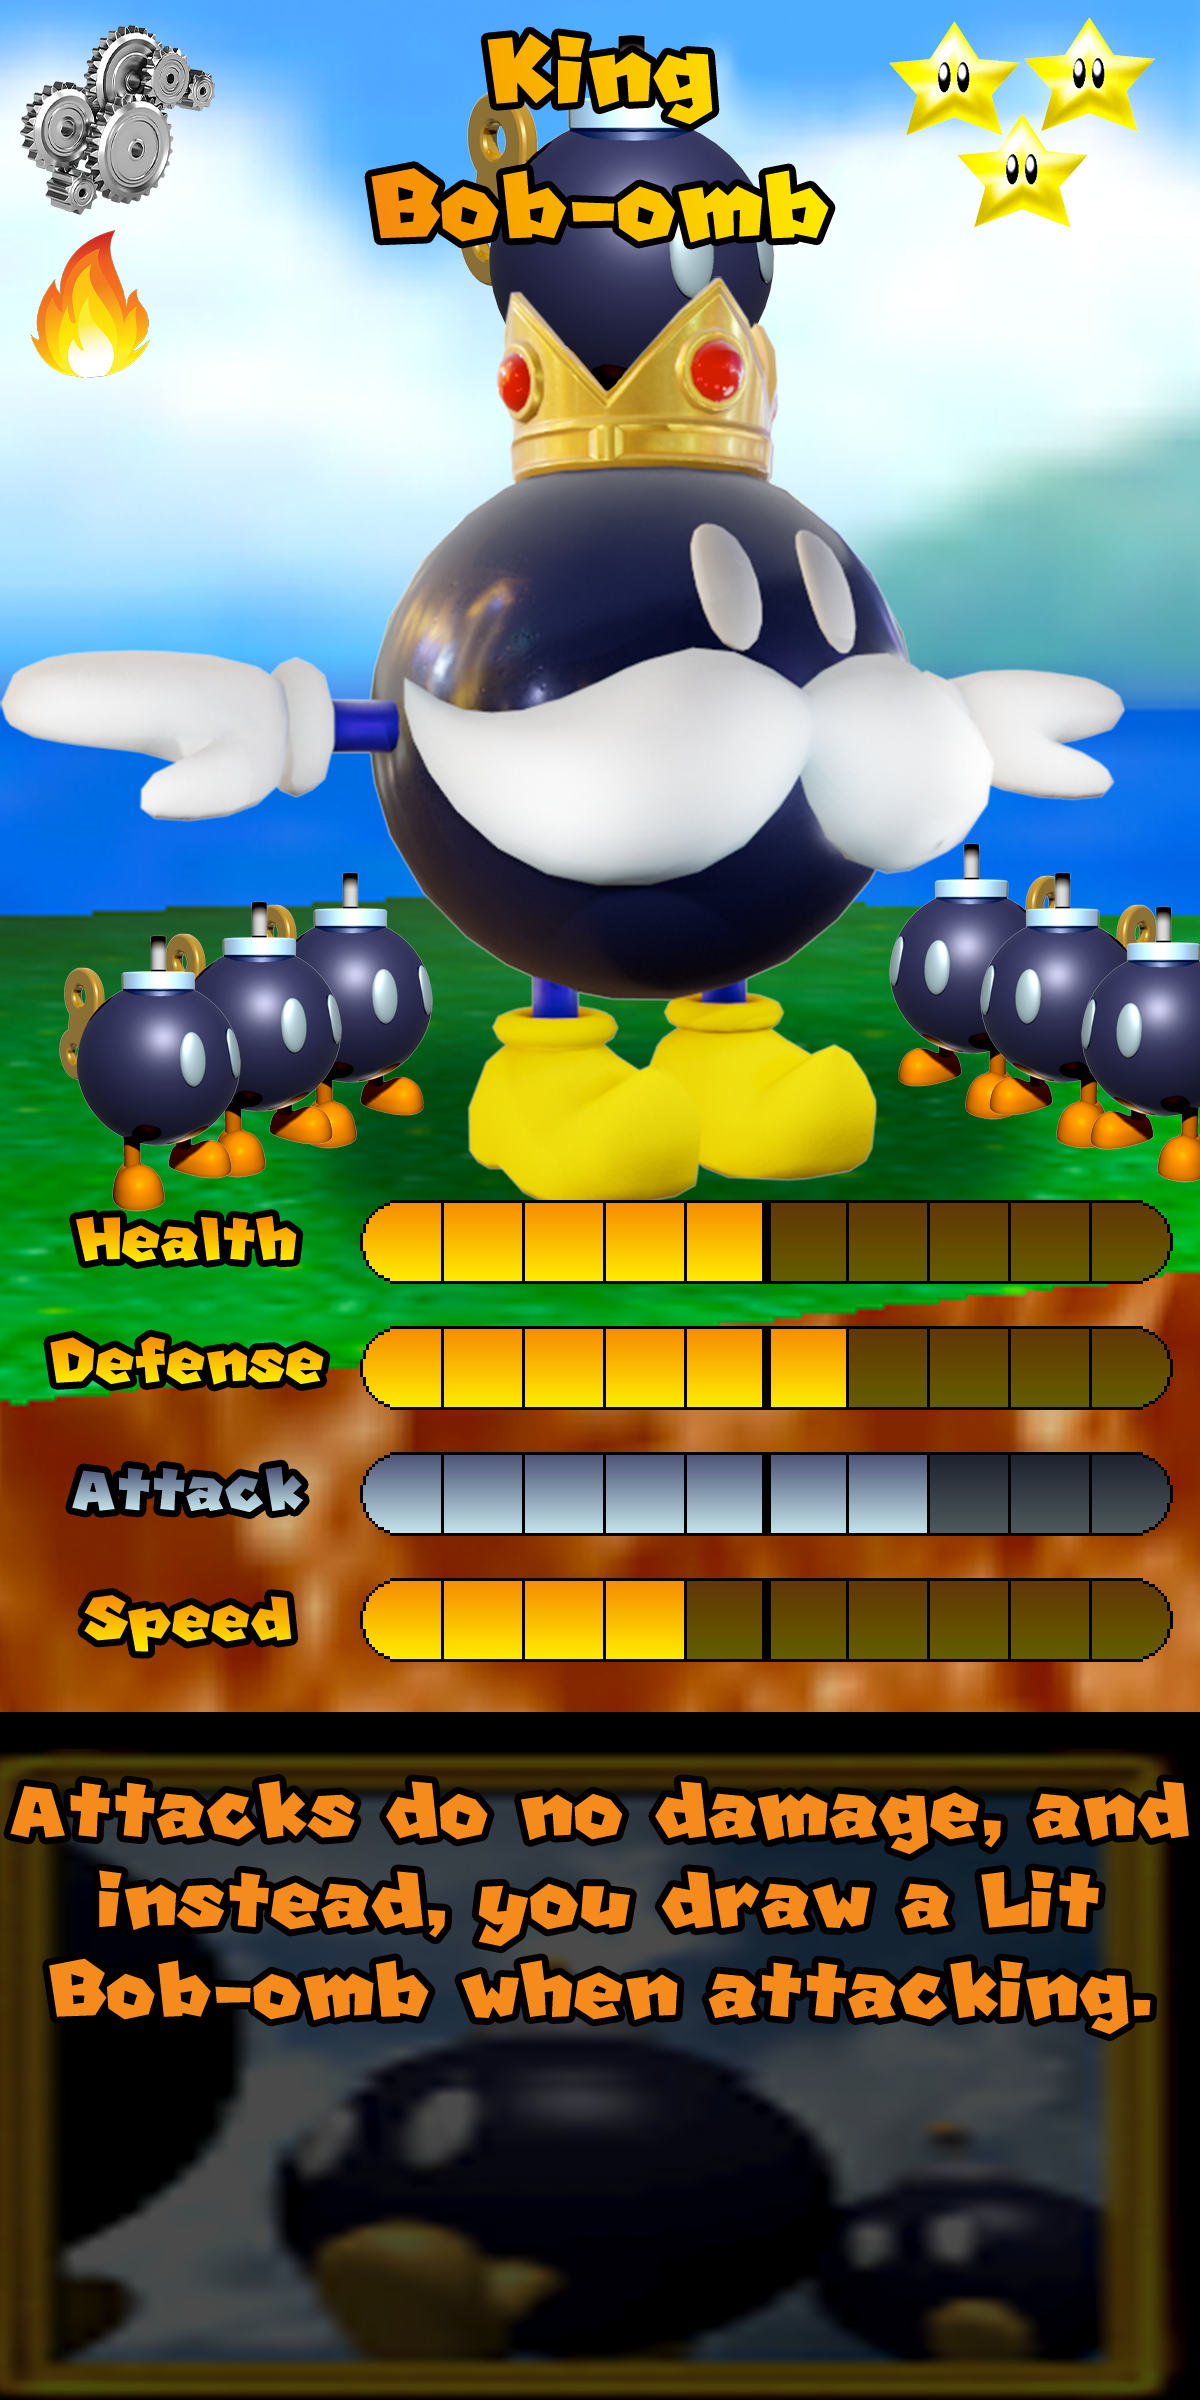 King
Bob-omb
Health
Defense
Attack
Speed
Attacks do no damage, and
instead, you draw a Lit
Bob-omb when attacking.